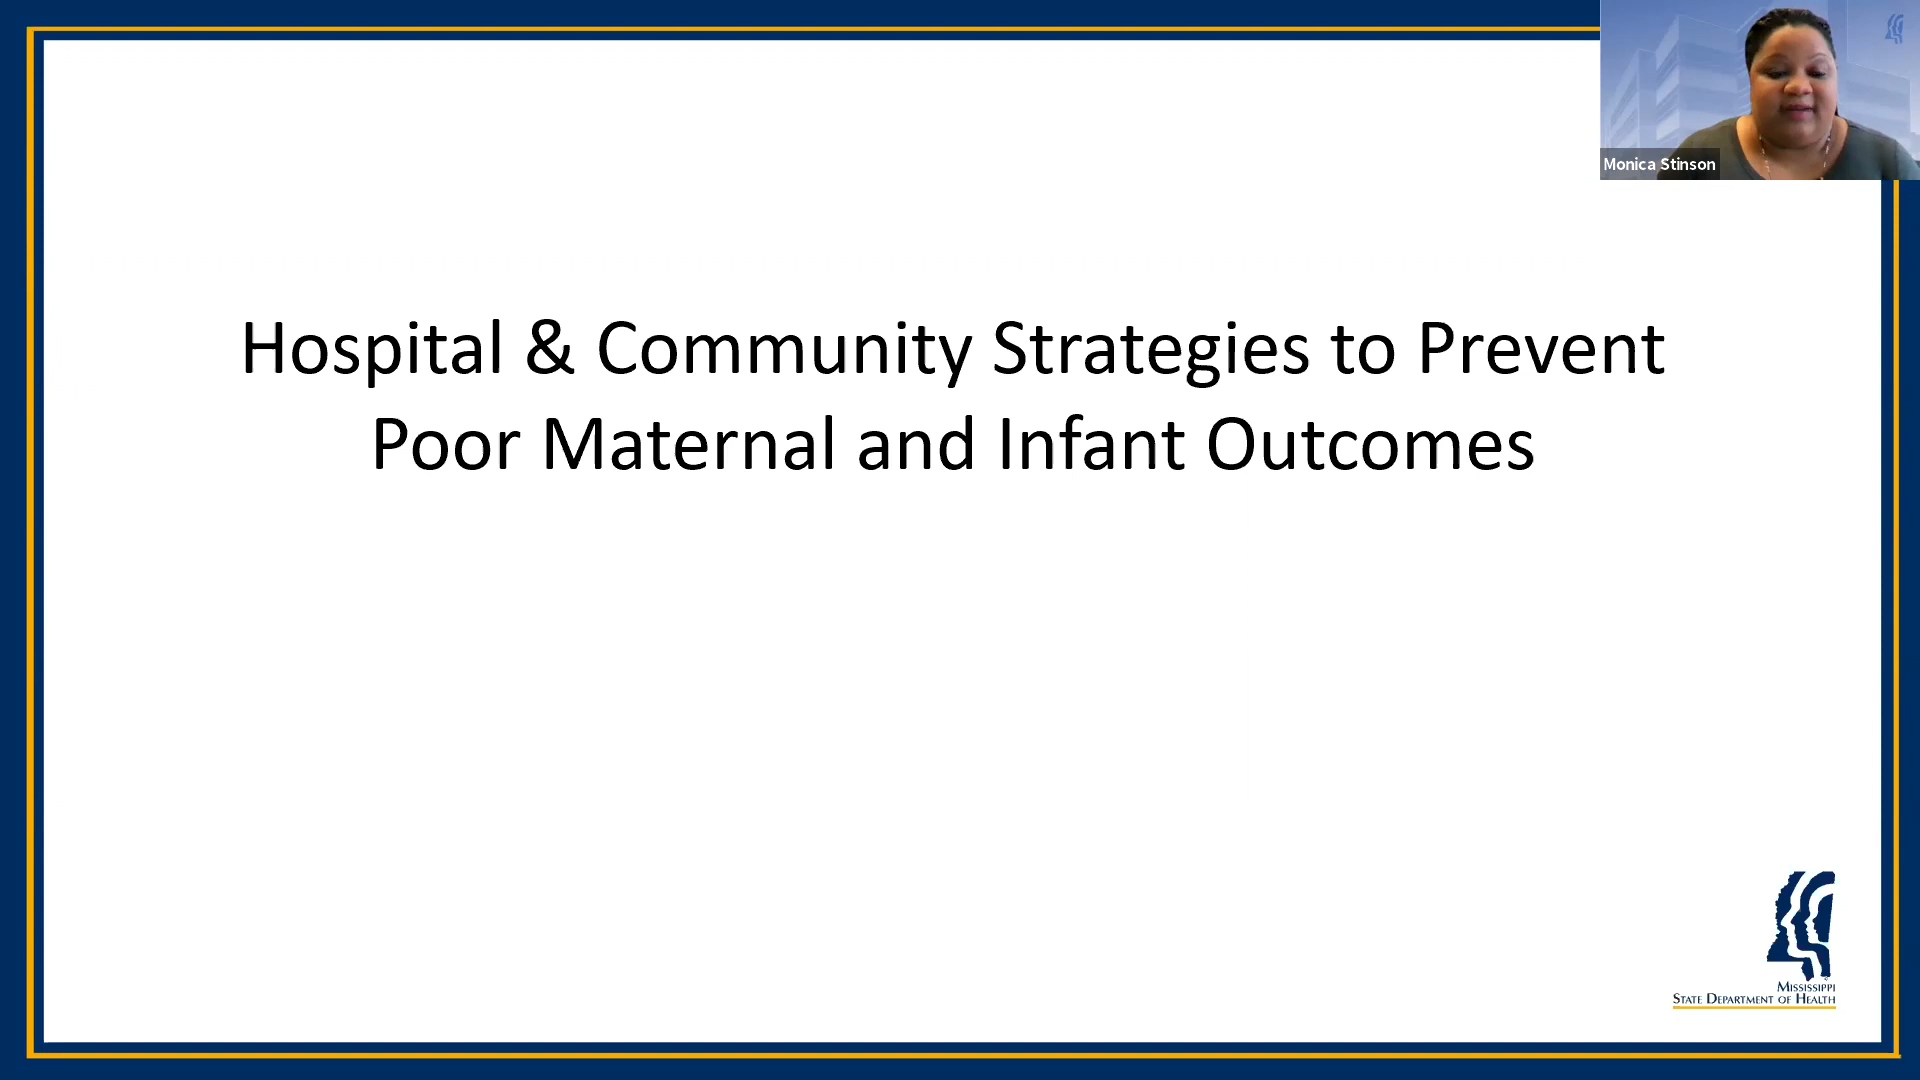 Monica Stinson
Hospital & Community Strategies to Prevent
Poor Maternal and Infant Outcomes
Mississippi
State Department of Health